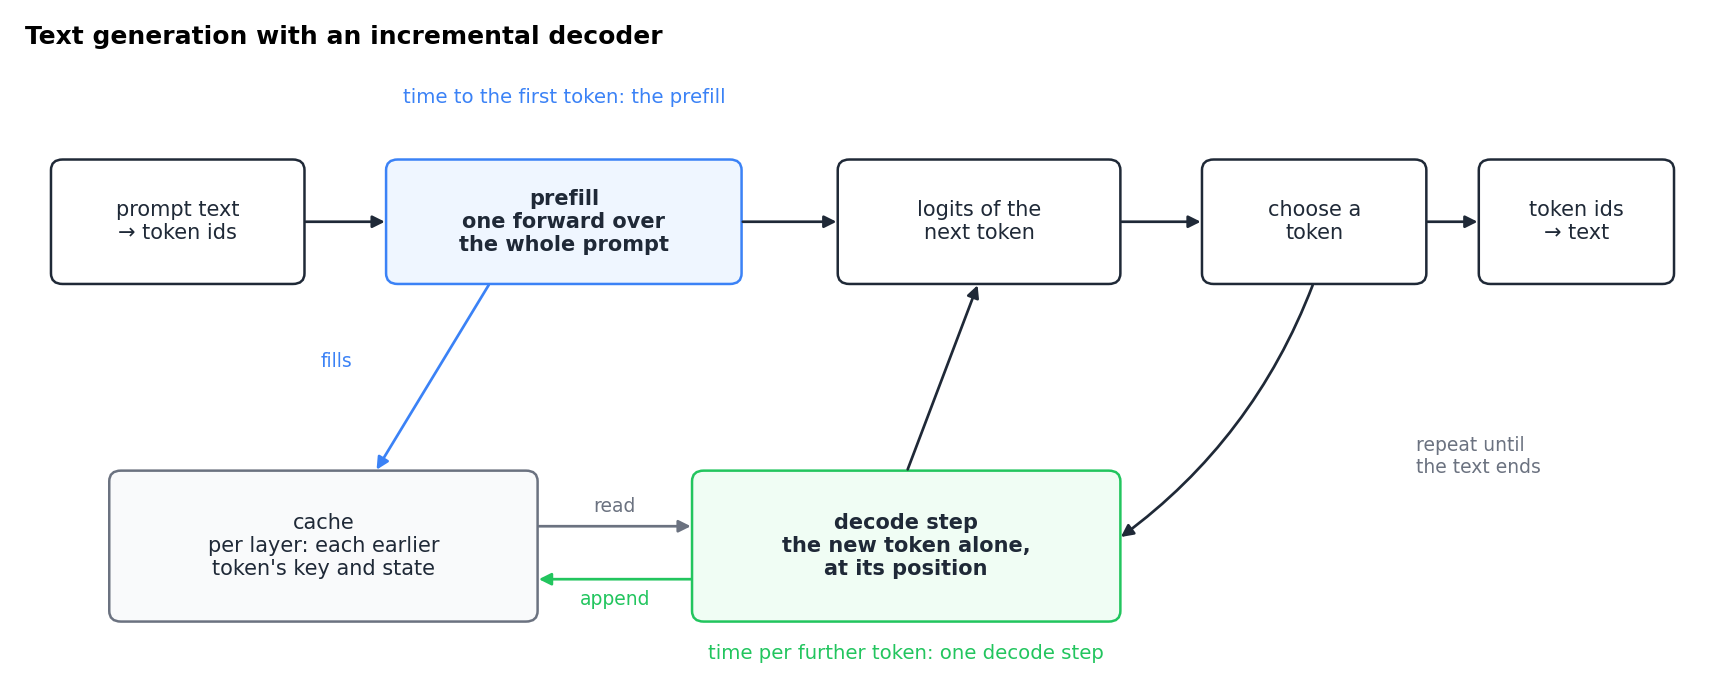 Text generation with an incremental decoder
time to the first token: the prefill
prompt text
→ token ids
prefill
one forward over
the whole prompt
logits of the
next token
choose a
token
token ids
→ text
fills
repeat until
the text ends
cache
per layer: each earlier
token's key and state
read
append
decode step
the new token alone,
at its position
time per further token: one decode step